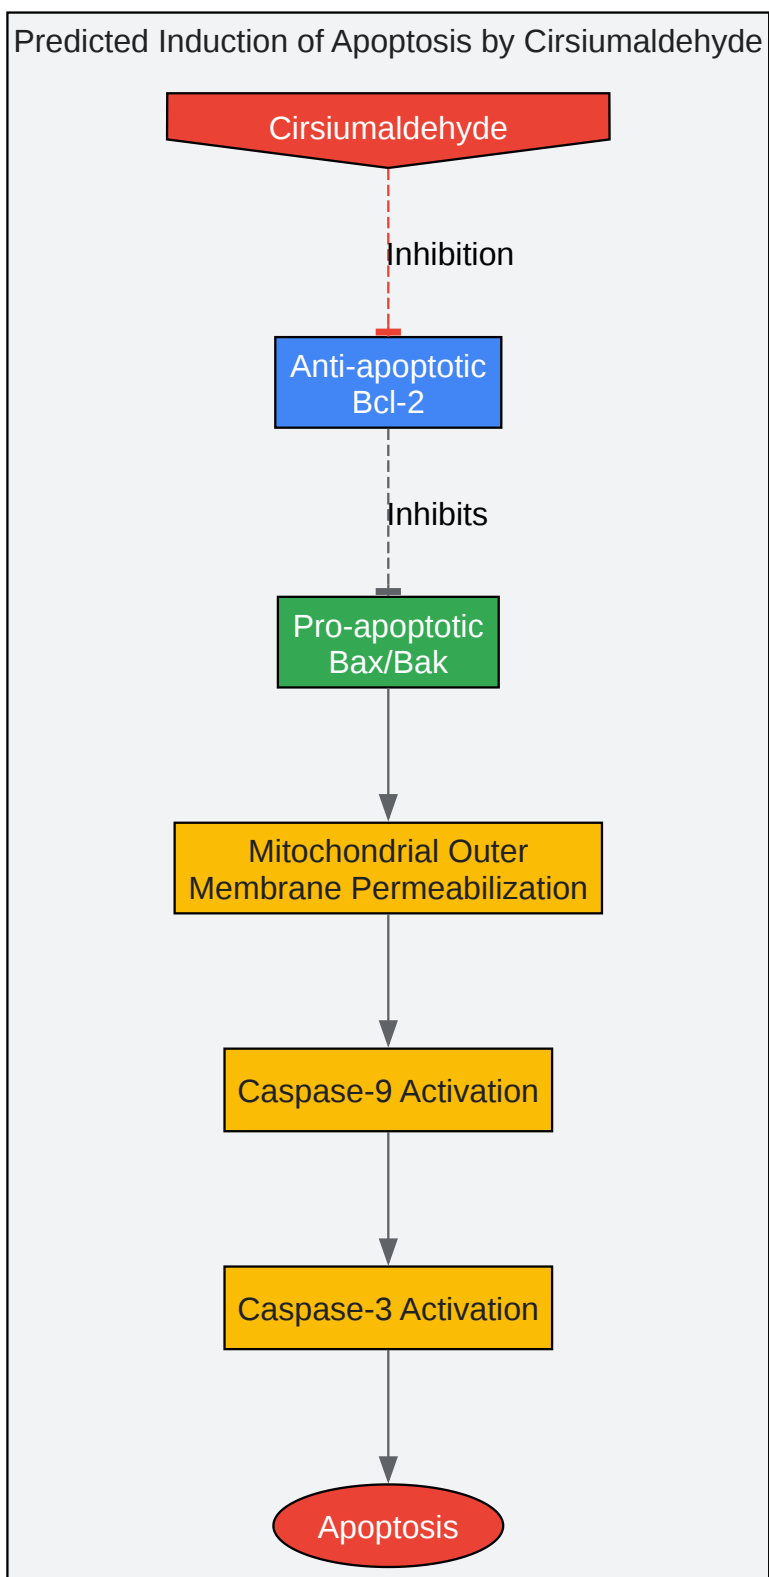 Predicted Induction of Apoptosis by Cirsiumaldehyde
Cirsiumaldehyde
Inhibition
Anti-apoptotic
Bcl-2
Inhibits
Pro-apoptotic
Bax/Bak
Mitochondrial Outer
Membrane Permeabilization
Caspase-9 Activation
Caspase-3 Activation
Apoptosis